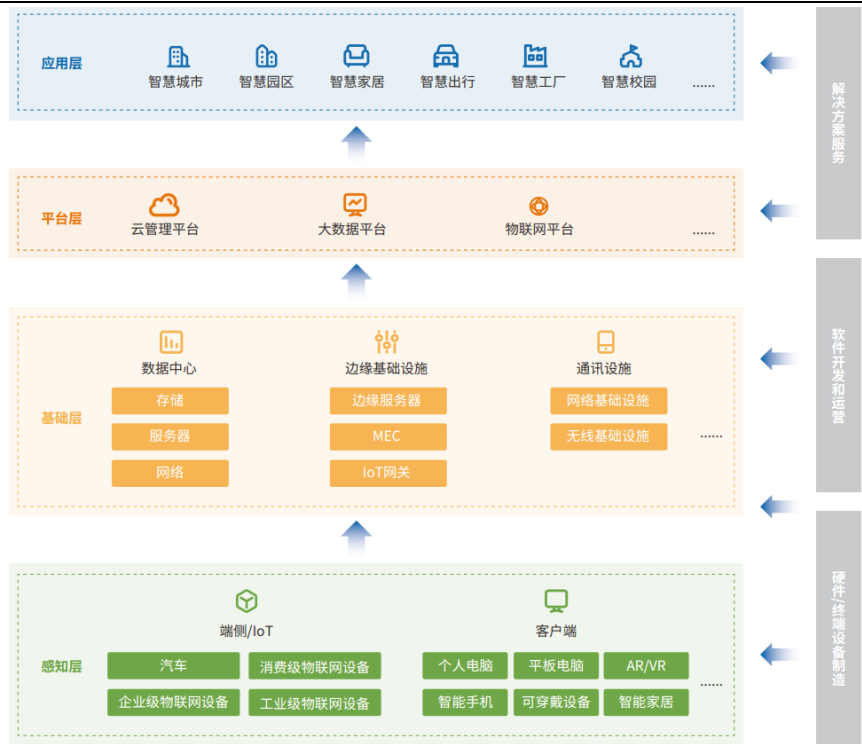 应用层
智慧城市 智慧园区 智慧家居 智慧出行 智慧工厂 智慧校园 ......
平台层
云管理平台 大数据平台 物联网平台 ......
基础层
数据中心 边缘基础设施 通讯设施
存储 边缘服务器 网络基础设施
服务器 MEC 无线基础设施 ......
网络 IoT网关
感知层
端侧/IoT 客户端
汽车 消费级物联网设备 个人电脑 平板电脑 AR/VR
企业级物联网设备 工业级物联网设备 智能手机 可穿戴设备 智能家居 ......
解决方案服务
软件开发和运营
硬件/终端设备制造